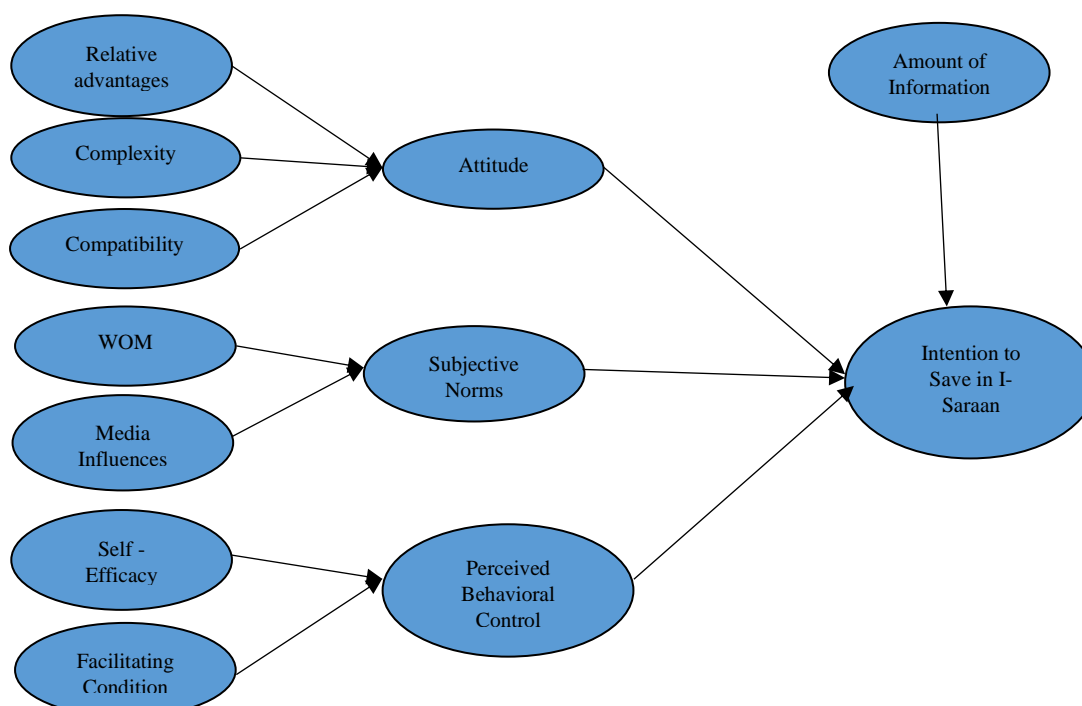 Relative
advantages
Complexity
Compatibility
WOM
Media
Influences
Self -
Efficacy
Facilitating
Condition
Attitude
Subjective
Norms
Perceived
Behavioral
Control
Amount of
Information
Intention to
Save in I-
Saraan